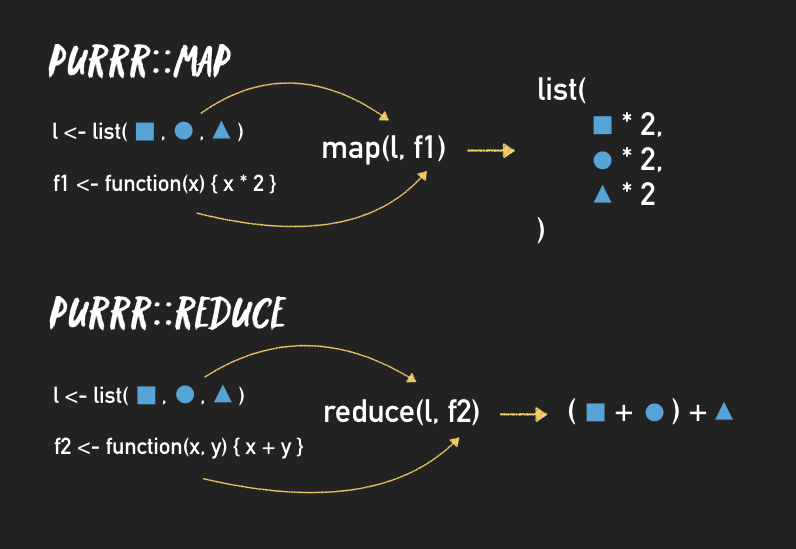 PURRR::MAP
l <- list( ■ , ● , ▲ )
f1 <- function(x) { x * 2 }
map(l, f1)
list(
■ * 2,
● * 2,
▲ * 2
)
PURRR::REDUCE
l <- list( ■ , ● , ▲ )
f2 <- function(x, y) { x + y }
reduce(l, f2)
( ■ + ● ) + ▲